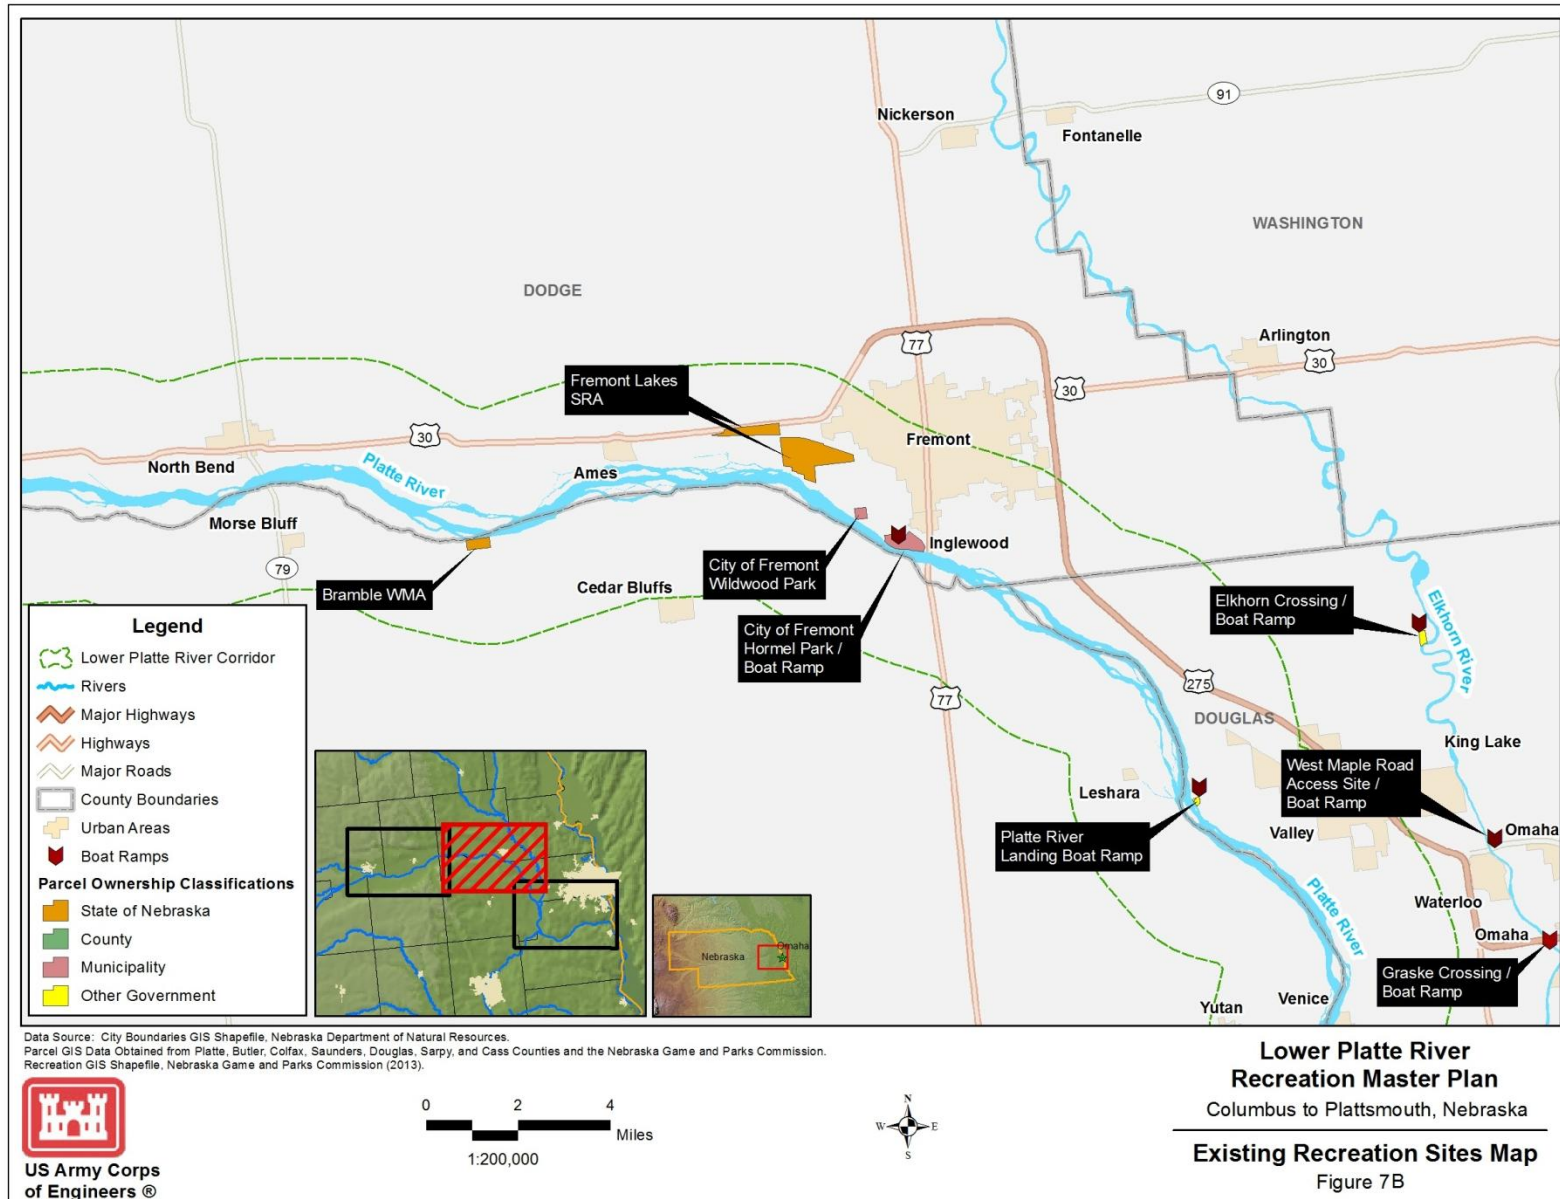 Nickerson
91
Fontanelle
WASHINGTON
DODGE
Arlington
77
30
30
Fremont Lakes
SRA
30
Fremont
North Bend
Platte River
Ames
Morse Bluff
79
Bramble WMA
Cedar Bluffs
City of Fremont
Wildwood Park
Inglewood
City of Fremont
Hormel Park /
Boat Ramp
Elkhorn Crossing /
Boat Ramp
Elkhorn River
77
275
DOUGLAS
King Lake
West Maple Road
Access Site /
Boat Ramp
Leshara
Omaha
Valley
Platte River
Landing Boat Ramp
Platte River
Waterloo
Omaha
Graske Crossing /
Boat Ramp
Yutan
Venice
Legend
Lower Platte River Corridor
Rivers
Major Highways
Highways
Major Roads
County Boundaries
Urban Areas
Boat Ramps
Parcel Ownership Classifications
State of Nebraska
County
Municipality
Other Government
Nebraska
Omaha
Data Source: City Boundaries GIS Shapefile, Nebraska Department of Natural Resources.
Parcel GIS Data Obtained from Platte, Butler, Colfax, Saunders, Douglas, Sarpy, and Cass Counties and the Nebraska Game and Parks Commission.
Recreation GIS Shapefile, Nebraska Game and Parks Commission (2013).
US Army Corps
of Engineers ®
0 2 4
Miles
1:200,000
N
W E
S
Lower Platte River
Recreation Master Plan
Columbus to Plattsmouth, Nebraska
Existing Recreation Sites Map
Figure 7B